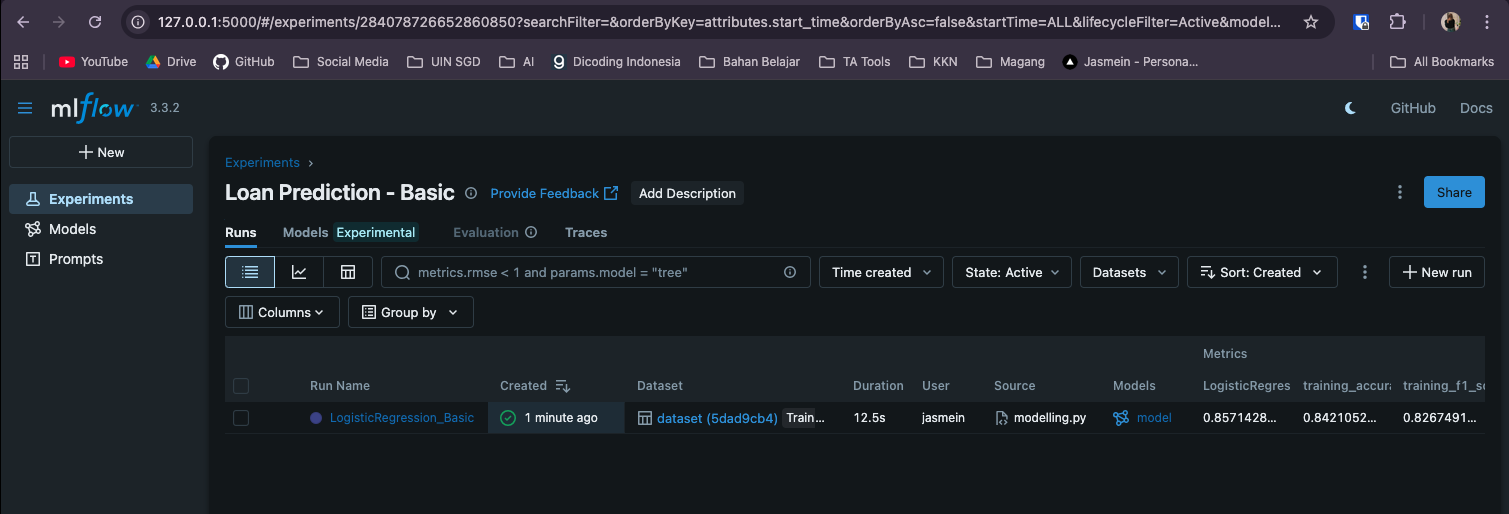 127.0.0.1:5000/#/experiments/284078726652860850?searchFilter=&orderByKey=attributes.start_time&orderByAsc=false&startTime=ALL&lifecycleFilter=Active&model...
YouTube Drive GitHub Social Media UIN SGD AI Dicoding Indonesia Bahan Belajar TA Tools KKN Magang Jasmein - Persona... All Bookmarks
mlflow 3.3.2 GitHub Docs
New
Experiments
Models
Prompts
Experiments
Loan Prediction - Basic Provide Feedback Add Description Share
Runs Models Experimental Evaluation Traces
metrics.rmse < 1 and params.model = "tree" Time created State: Active Datasets Sort: Created New run
Columns Group by
Metrics
Run Name Created Dataset Duration User Source Models LogisticRegres training_accura training_f1_sc
LogisticRegression_Basic 1 minute ago dataset (5dad9cb4) Train... 12.5s jasmein modelling.py model 0.8571428... 0.8421052... 0.8267491...